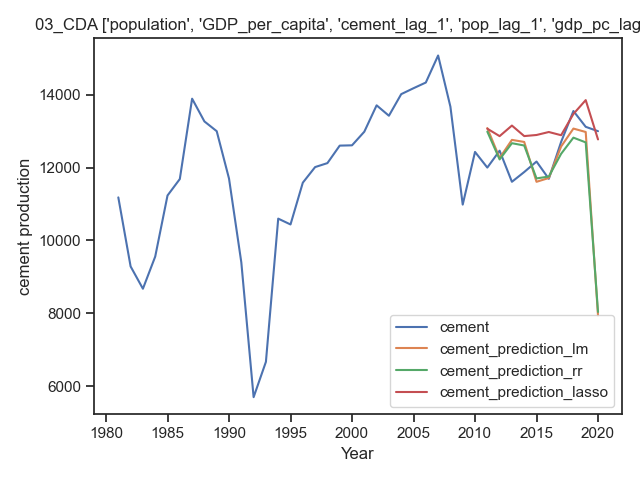 03_CDA ['population', 'GDP_per_capita', 'cement_lag_1', 'pop_lag_1', 'gdp_pc_lag
cement production
14000
12000
10000
8000
6000
cement
cement_prediction_lm
cement_prediction_rr
cement_prediction_lasso
1980 1985 1990 1995 2000 2005 2010 2015 2020
Year